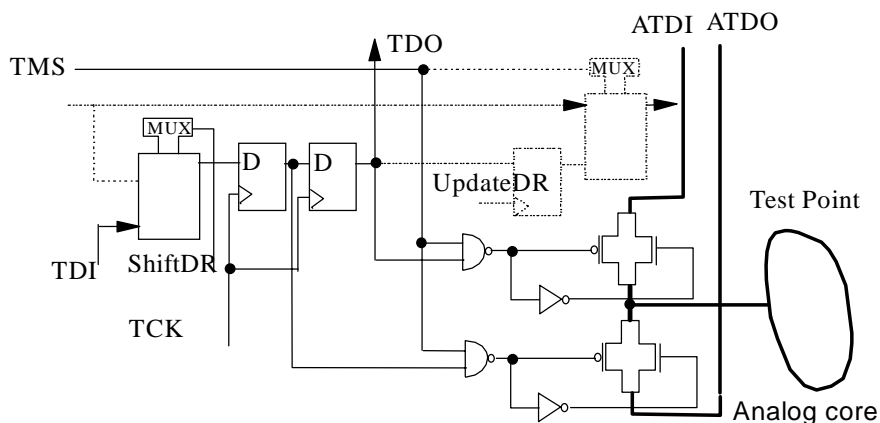 ATDI ATDO
TDO
TMS
MUX
MUX
D
D
UpdateDR
Test Point
TDI
ShiftDR
TCK
Analog core